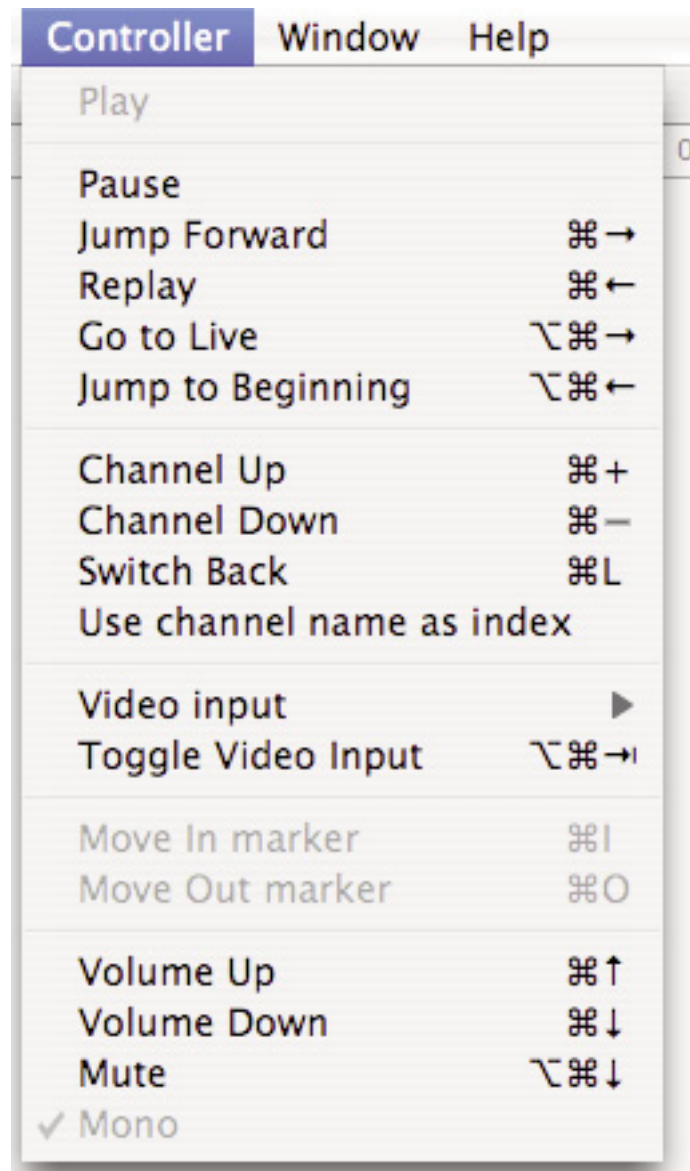 Controller Window Help
Play
0
Pause
Jump Forward ⌘→
Replay ⌘←
Go to Live ⌥⌘→
Jump to Beginning ⌥⌘←
Channel Up ⌘+
Channel Down ⌘−
Switch Back ⌘L
Use channel name as index
Video input ▶
Toggle Video Input ⌥⌘⇥
Move In marker ⌘I
Move Out marker ⌘O
Volume Up ⌘↑
Volume Down ⌘↓
Mute ⌥⌘↓
✓ Mono